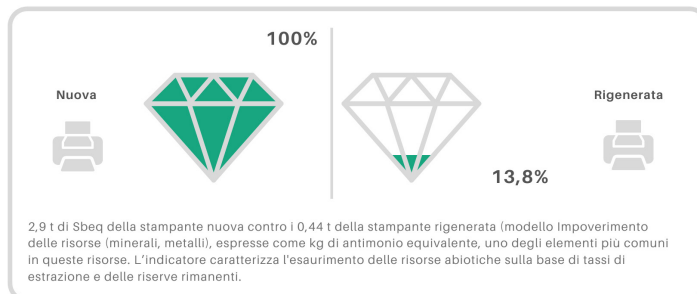 100%
Nuova
Rigenerata
13,8%
2,9 t di Sbeq della stampante nuova contro i 0,44 t della stampante rigenerata (modello Impoverimento
delle risorse (minerali, metalli), espresse come kg di antimonio equivalente, uno degli elementi più comuni
in queste risorse. L’indicatore caratterizza l'esaurimento delle risorse abiotiche sulla base di tassi di
estrazione e delle riserve rimanenti.